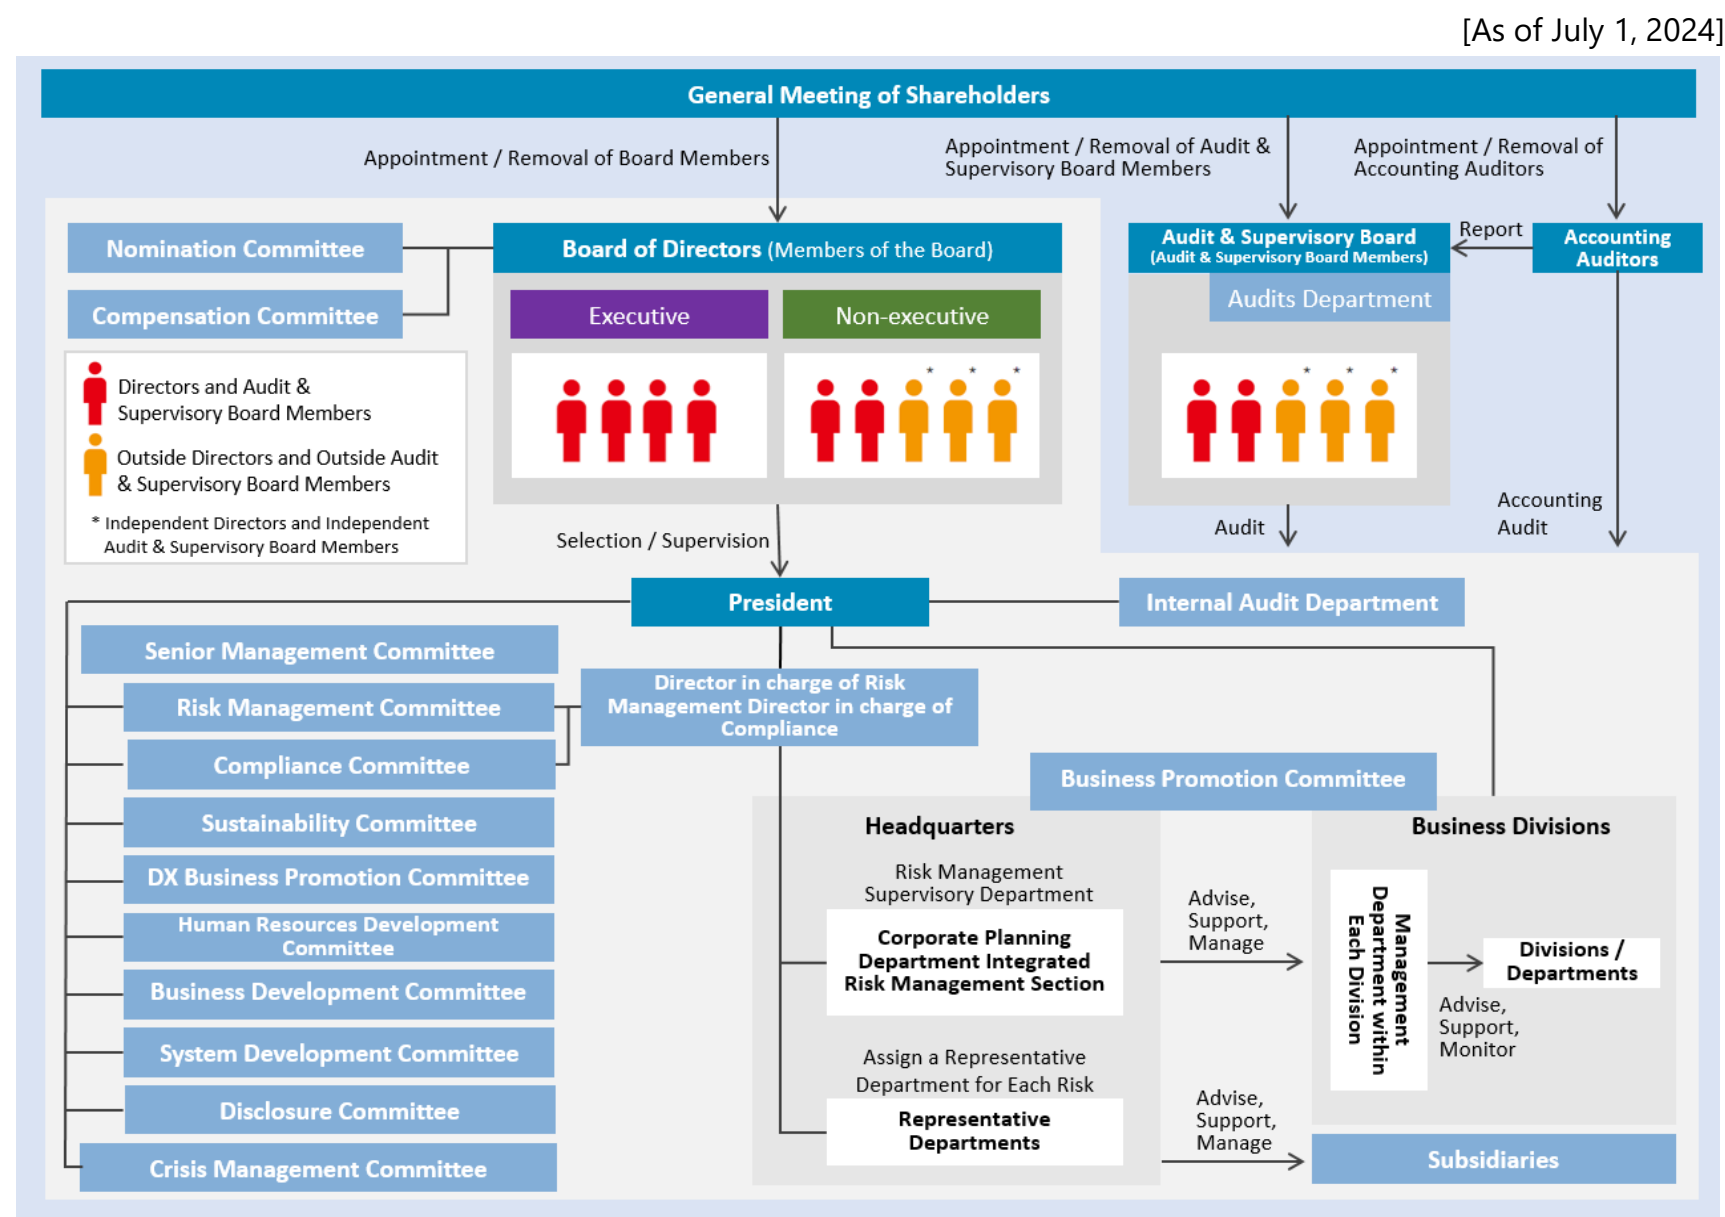 [As of July 1, 2024]
General Meeting of Shareholders
Appointment / Removal of Board Members
Appointment / Removal of Audit &
Supervisory Board Members
Appointment / Removal of
Accounting Auditors
Nomination Committee
Compensation Committee
Board of Directors (Members of the Board)
Executive
Non-executive
* * *
Audit & Supervisory Board
(Audit & Supervisory Board Members)
Audits Department
* * *
Report
Accounting
Auditors
Directors and Audit &
Supervisory Board Members
Outside Directors and Outside Audit
& Supervisory Board Members
* Independent Directors and Independent
Audit & Supervisory Board Members
Selection / Supervision
Audit
Accounting
Audit
President
Internal Audit Department
Senior Management Committee
Risk Management Committee
Compliance Committee
Sustainability Committee
DX Business Promotion Committee
Human Resources Development
Committee
Business Development Committee
System Development Committee
Disclosure Committee
Crisis Management Committee
Director in charge of Risk
Management Director in charge of
Compliance
Business Promotion Committee
Headquarters
Risk Management
Supervisory Department
Corporate Planning
Department Integrated
Risk Management Section
Assign a Representative
Department for Each Risk
Representative
Departments
Advise,
Support,
Manage
Advise,
Support,
Manage
Business Divisions
Management
Department within
Each Division
Divisions /
Departments
Advise,
Support,
Monitor
Subsidiaries